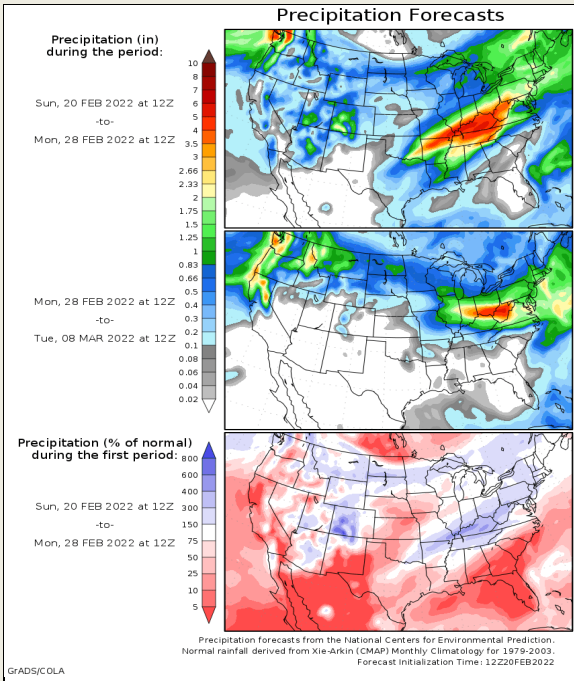 Precipitation Forecasts
Precipitation (in)
during the period:
Sun, 20 FEB 2022 at 12Z
-to-
Mon, 28 FEB 2022 at 12Z
10
8
7
6
5
4
3.5
3
2.66
2.33
2
1.75
1.5
1.25
1
0.83
0.66
0.5
0.4
0.3
0.2
0.1
0.08
0.06
0.04
0.02
Mon, 28 FEB 2022 at 12Z
-to-
Tue, 08 MAR 2022 at 12Z
Precipitation (% of normal)
during the first period:
Sun, 20 FEB 2022 at 12Z
-to-
Mon, 28 FEB 2022 at 12Z
800
600
400
300
150
75
50
25
10
5
Precipitation forecasts from the National Centers for Environmental Prediction.
Normal rainfall derived from Xie-Arkin (CMAP) Monthly Climatology for 1979-2003.
Forecast Initialization Time: 12Z20FEB2022
GrADS/COLA